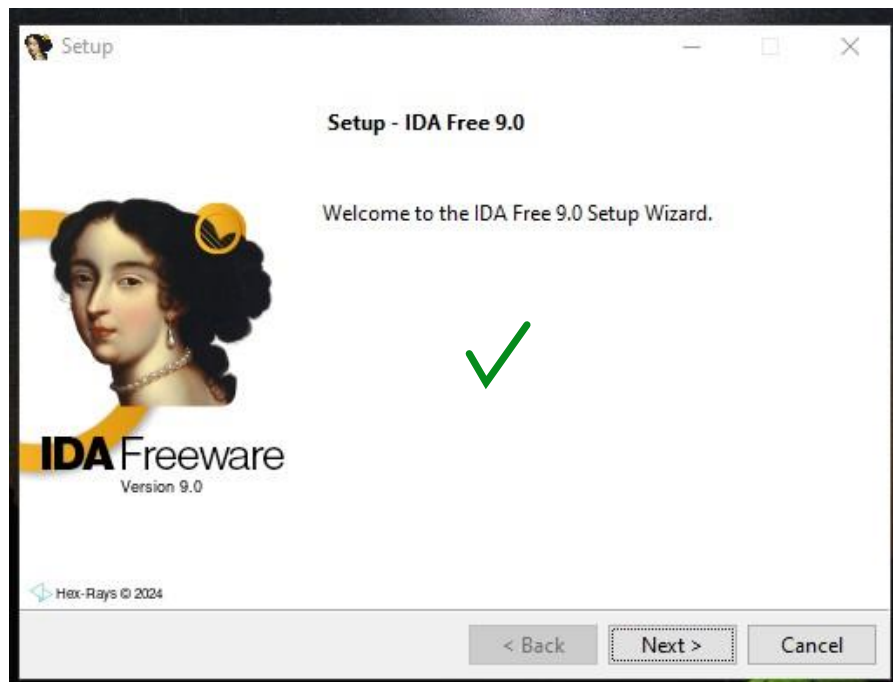 Setup
Setup - IDA Free 9.0
Welcome to the IDA Free 9.0 Setup Wizard.
IDA Freeware
Version 9.0
Hex-Rays © 2024
< Back
Next >
Cancel